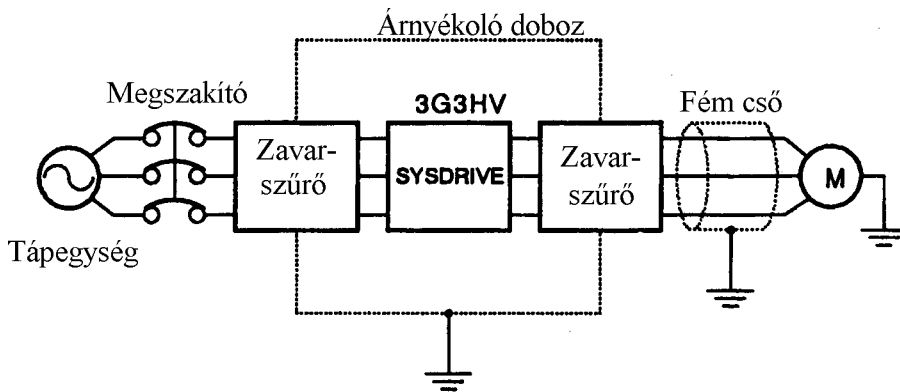 Árnyékoló doboz
Megszakító
3G3HV
Fém cső
Zavar-
szűrő
SYSDRIVE
Zavar-
szűrő
M
Tápegység